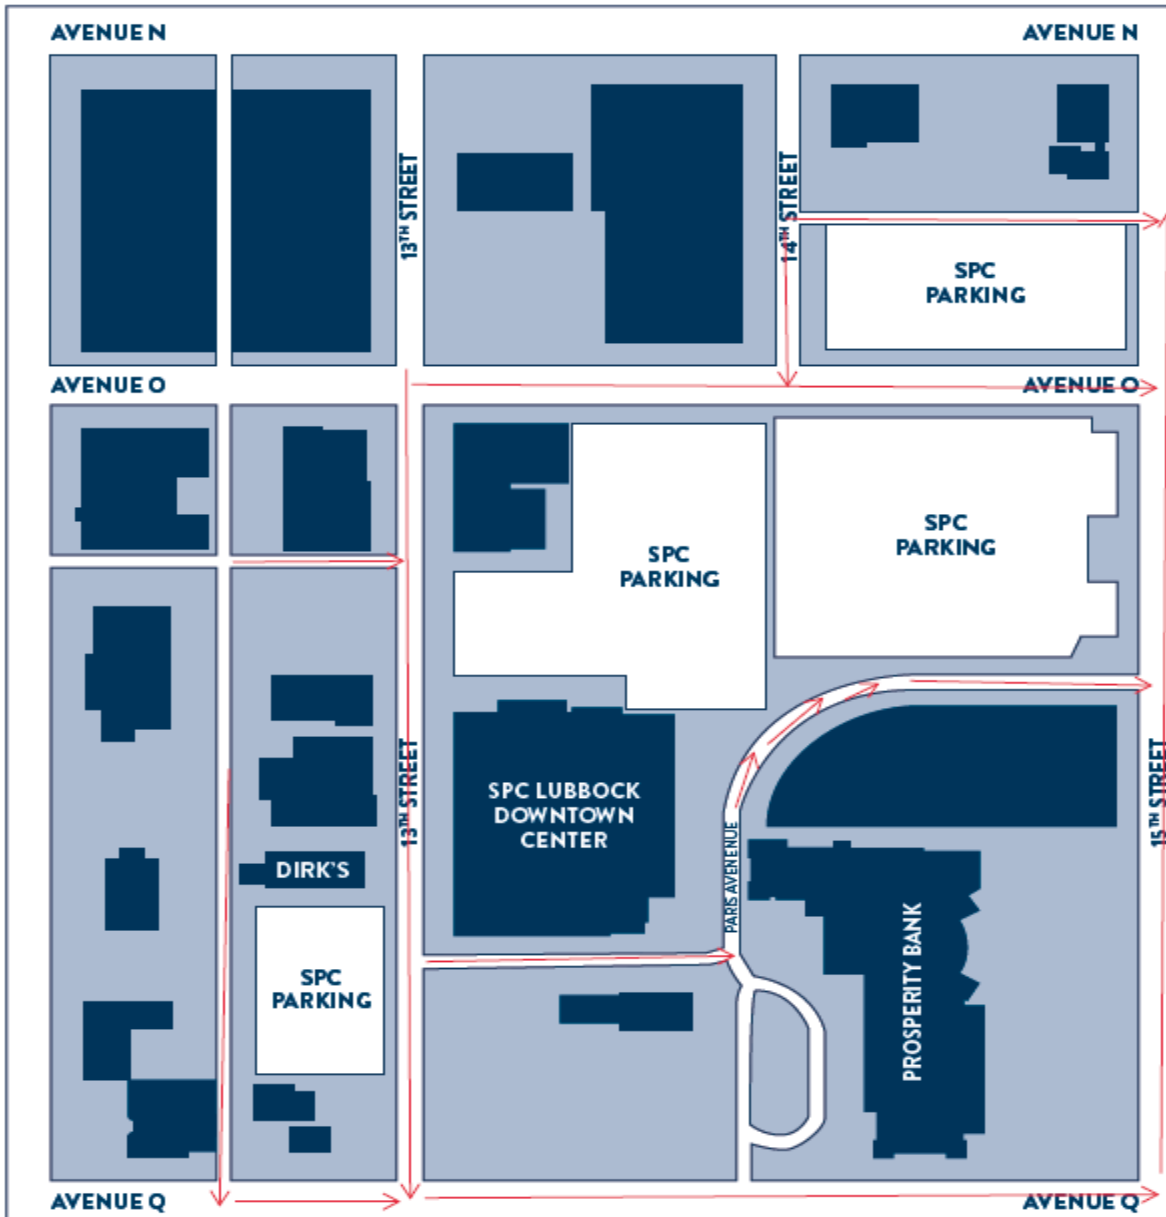 AVENUE N
AVENUE N
13TH STREET
14TH STREET
SPC
PARKING
AVENUE O
AVENUE O
SPC
PARKING
SPC
PARKING
13TH STREET
15TH STREET
SPC LUBBOCK
DOWNTOWN
CENTER
PARIS AVENENUE
DIRK'S
PROSPERITY BANK
SPC
PARKING
AVENUE Q
AVENUE Q